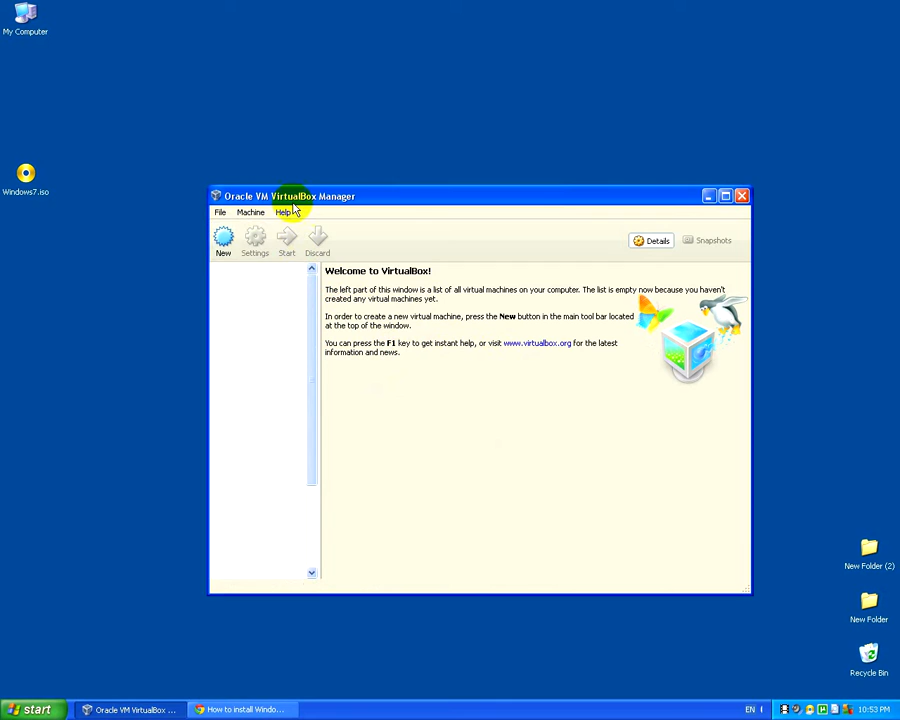 My Computer
Windows7.iso
Oracle VM VirtualBox Manager
File Machine Help
New Settings Start Discard
Details Snapshots
Welcome to VirtualBox!
The left part of this window is a list of all virtual machines on your computer. The list is empty now because you haven't
created any virtual machines yet.
In order to create a new virtual machine, press the New button in the main tool bar located
at the top of the window.
You can press the F1 key to get instant help, or visit www.virtualbox.org for the latest
information and news.
New Folder (2)
New Folder
Recycle Bin
start
Oracle VM VirtualBox ...
How to install Windo...
EN
10:53 PM